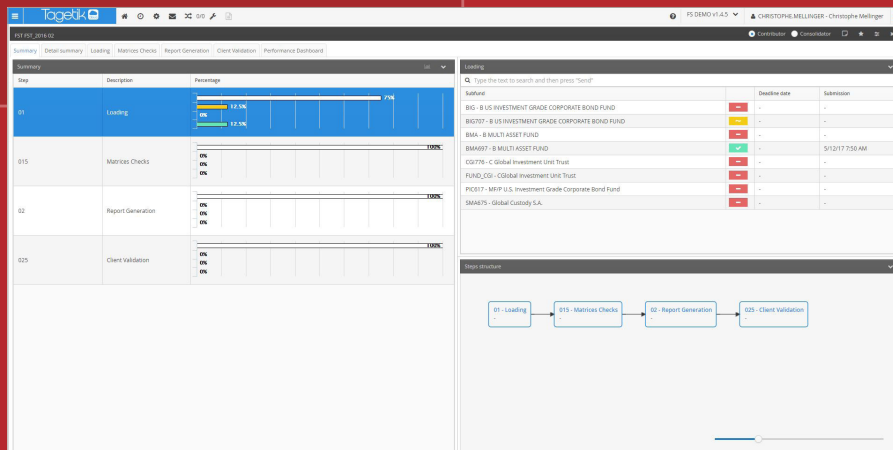 Tagetik
0/0
FS DEMO v1.4.5
CHRISTOPHE.MELLINGER - Christophe Mellinger
FST FST_2016 02
Contributor
Consolidator
Summary
Detail summary
Loading
Matrices Checks
Report Generation
Client Validation
Performance Dashboard
Summary
Step
Description
Percentage
01
Loading
75%
12.5%
0%
12.5%
015
Matrices Checks
100%
0%
0%
0%
02
Report Generation
100%
0%
0%
0%
025
Client Validation
100%
0%
0%
0%
Loading
Type the text to search and then press "Send"
Subfund
Deadline date
Submission
BIG - B US INVESTMENT GRADE CORPORATE BOND FUND - -
BIG707 - B US INVESTMENT GRADE CORPORATE BOND FUND - -
BMA - B MULTI ASSET FUND - -
BMA697 - B MULTI ASSET FUND - 5/12/17 7:50 AM
CGI776 - C Global Investment Unit Trust - -
FUND_CGI - CGlobal Investment Unit Trust - -
PIC617 - MF/P U.S. Investment Grade Corporate Bond Fund - -
SMA675 - Global Custody S.A. - -
Steps structure
01 - Loading
-
015 - Matrices Checks
-
02 - Report Generation
-
025 - Client Validation
-